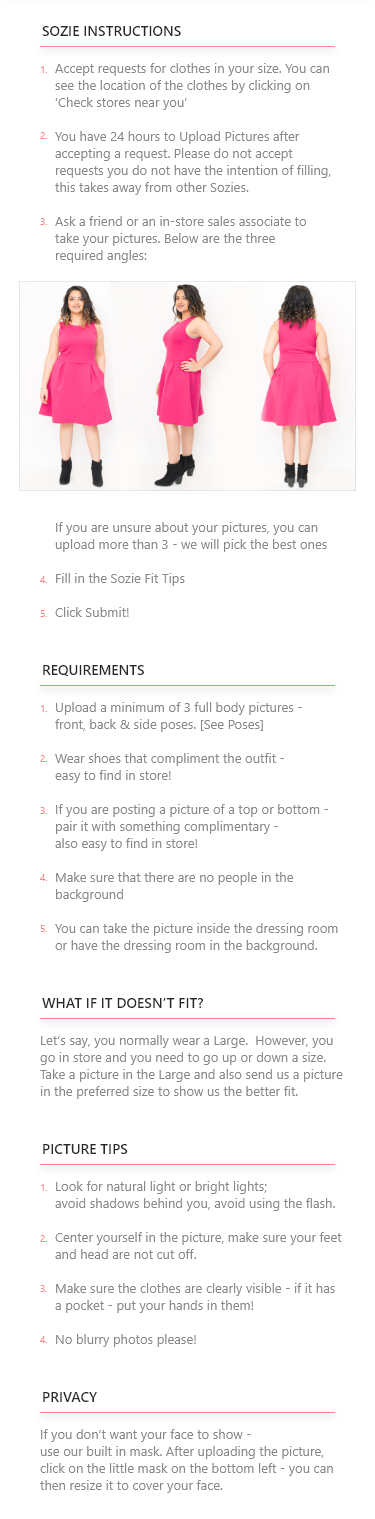 SOZIE INSTRUCTIONS
1. Accept requests for clothes in your size. You can
see the location of the clothes by clicking on
‘Check stores near you’
2. You have 24 hours to Upload Pictures after
accepting a request. Please do not accept
requests you do not have the intention of filling,
this takes away from other Sozies.
3. Ask a friend or an in-store sales associate to
take your pictures. Below are the three
required angles:
If you are unsure about your pictures, you can
upload more than 3 - we will pick the best ones
4. Fill in the Sozie Fit Tips
5. Click Submit!
REQUIREMENTS
1. Upload a minimum of 3 full body pictures -
front, back & side poses. [See Poses]
2. Wear shoes that compliment the outfit -
easy to find in store!
3. If you are posting a picture of a top or bottom -
pair it with something complimentary -
also easy to find in store!
4. Make sure that there are no people in the
background
5. You can take the picture inside the dressing room
or have the dressing room in the background.
WHAT IF IT DOESN’T FIT?
Let’s say, you normally wear a Large. However, you
go in store and you need to go up or down a size.
Take a picture in the Large and also send us a picture
in the preferred size to show us the better fit.
PICTURE TIPS
1. Look for natural light or bright lights;
avoid shadows behind you, avoid using the flash.
2. Center yourself in the picture, make sure your feet
and head are not cut off.
3. Make sure the clothes are clearly visible - if it has
a pocket - put your hands in them!
4. No blurry photos please!
PRIVACY
If you don’t want your face to show -
use our built in mask. After uploading the picture,
click on the little mask on the bottom left - you can
then resize it to cover your face.